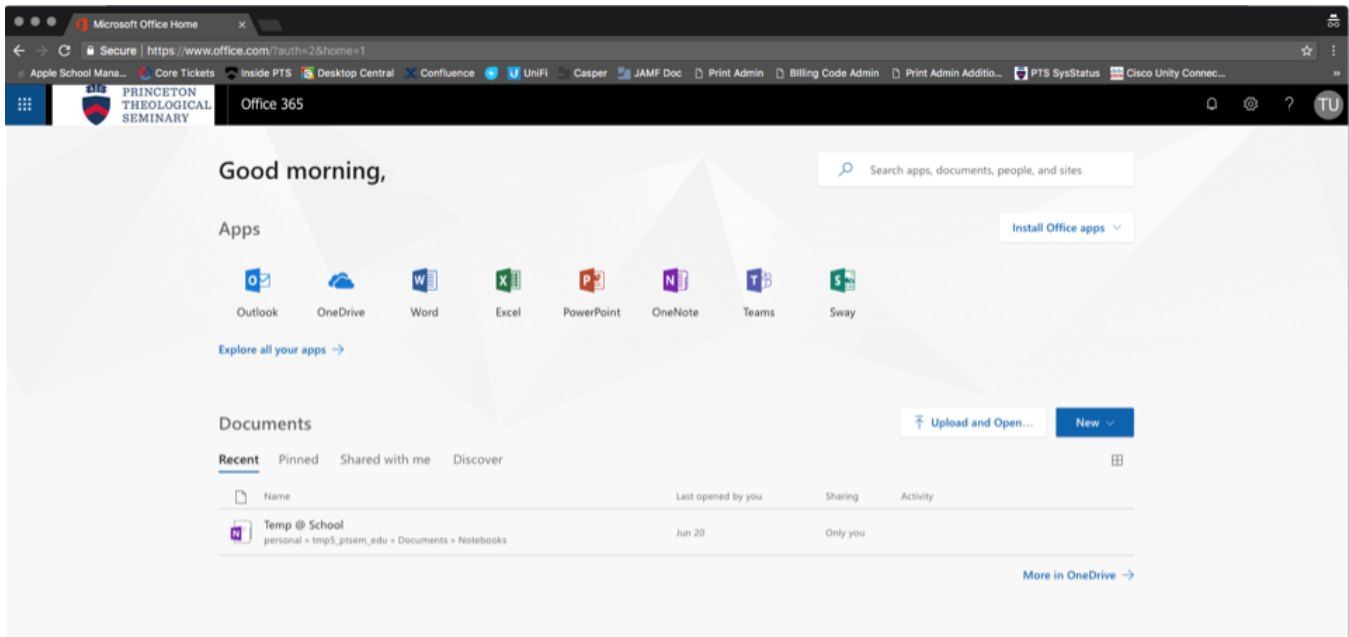 Microsoft Office Home
Secure | https://www.office.com/?auth=2&home=1
Apple School Mana... Core Tickets Inside PTS Desktop Central Confluence UniFi Casper JAMF Doc Print Admin Billing Code Admin Print Admin Additio... PTS SysStatus Cisco Unity Connec...
PRINCETON
THEOLOGICAL
SEMINARY
Office 365
? TU
Good morning,
Search apps, documents, people, and sites
Apps
Install Office apps
Outlook OneDrive Word Excel PowerPoint OneNote Teams Sway
Explore all your apps →
Documents
Upload and Open...
New
Recent Pinned Shared with me Discover
Name Last opened by you Sharing Activity
Temp @ School
personal » tmp5_ptsem_edu » Documents » Notebooks
Jun 20
Only you
More in OneDrive →